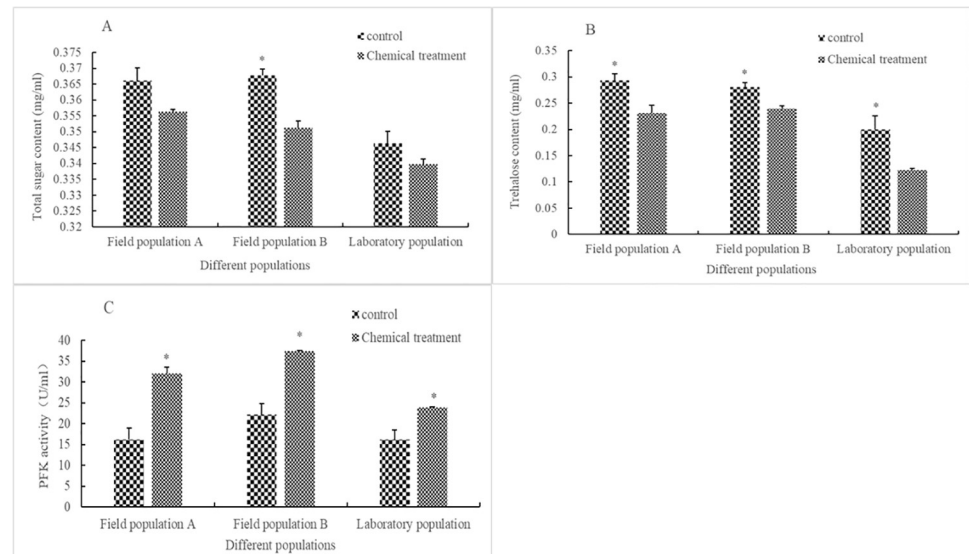 A
control
Chemical treatment
Total sugar content (mg/ml)
0.375
0.37
0.365
0.36
0.355
0.35
0.345
0.34
0.335
0.33
0.325
0.32
*
Field population A Field population B Laboratory population
Different populations
B
control
Chemical treatment
Trehalose content (mg/ml)
0.35
0.3
0.25
0.2
0.15
0.1
0.05
0
* * *
Field population A Field population B Laboratory population
Different populations
C
control
Chemical treatment
PFK activity（U/ml）
40
35
30
25
20
15
10
5
0
* * *
Field population A Field population B Laboratory population
Different populations